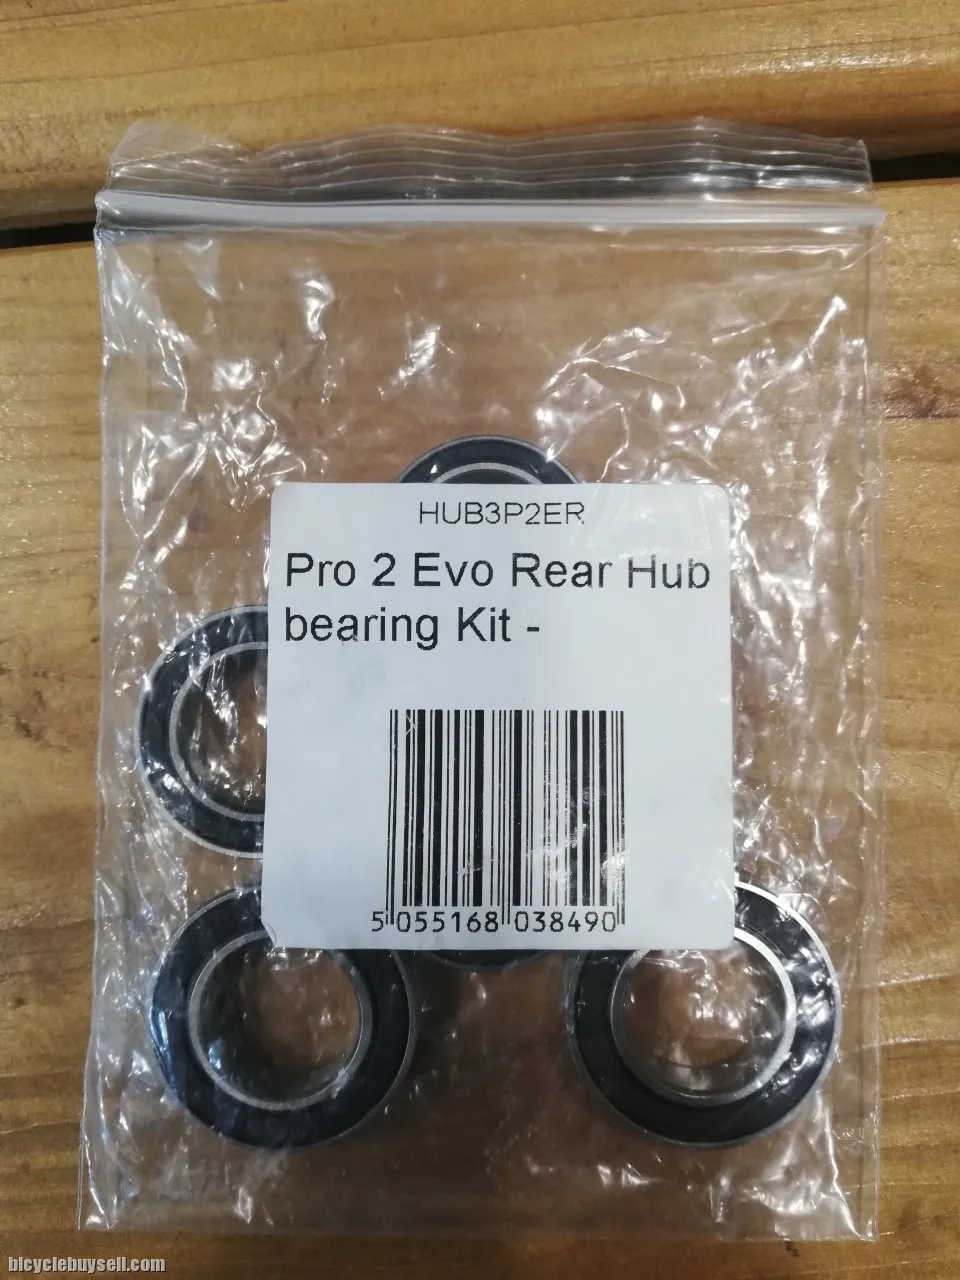 HUB3P2ER
Pro 2 Evo Rear Hub
bearing Kit -
5 055168 038490
bicyclebuysell.com